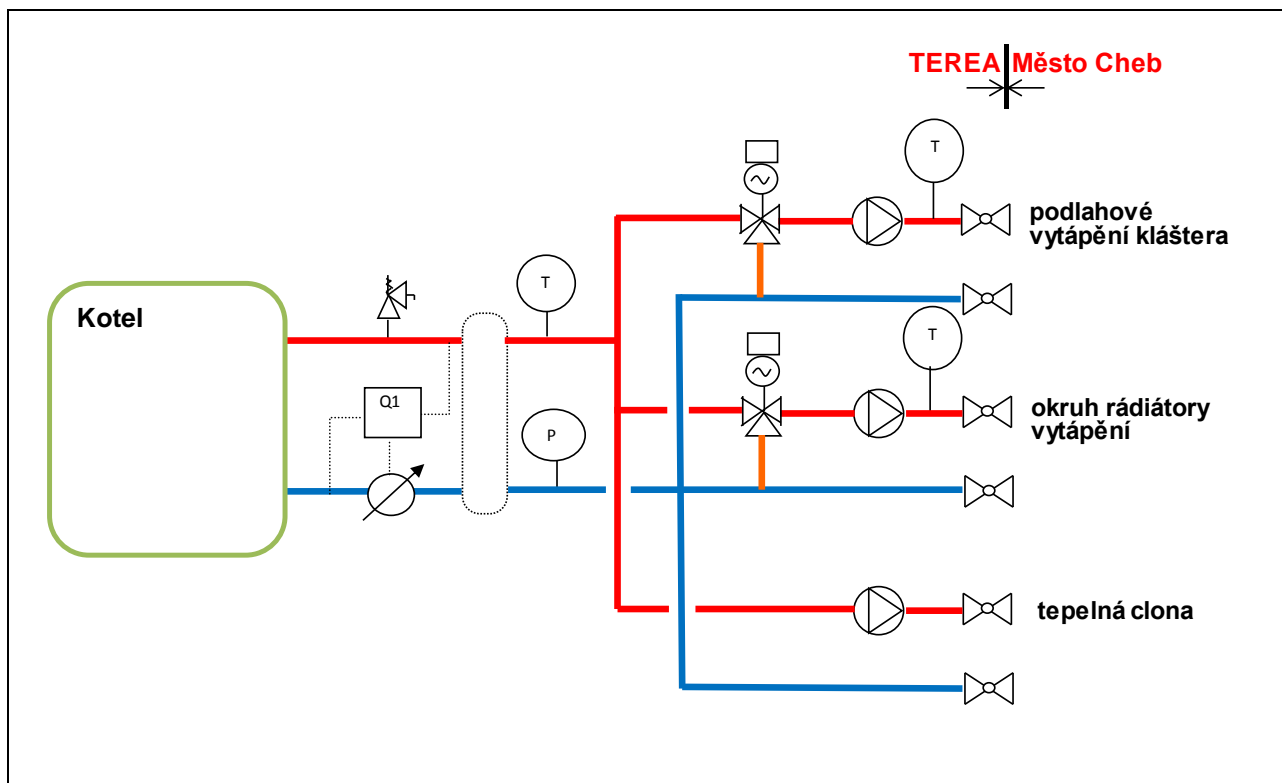 TEREA Město Cheb
T
podlahové
vytápění kláštera
T
Kotel
T
okruh rádiátory
vytápění
Q1
P
tepelná clona